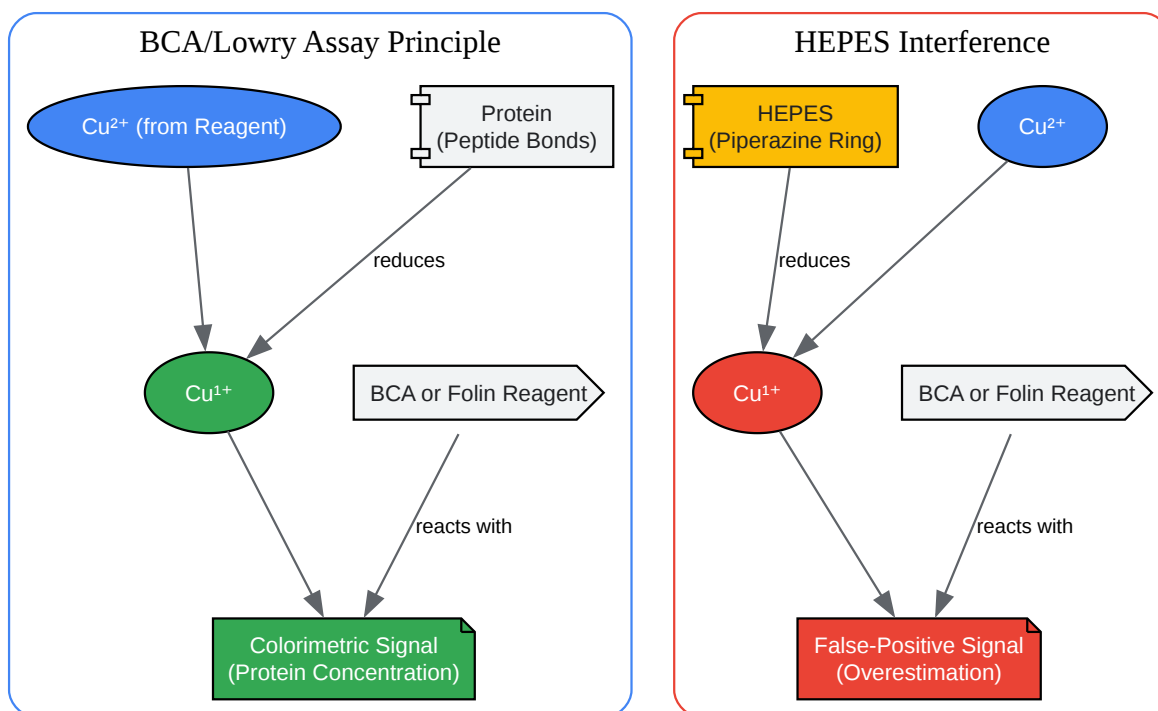 BCA/Lowry Assay Principle
Cu²⁺ (from Reagent)
Protein
(Peptide Bonds)
reduces
Cu¹⁺
BCA or Folin Reagent
reacts with
Colorimetric Signal
(Protein Concentration)
HEPES Interference
HEPES
(Piperazine Ring)
Cu²⁺
reduces
Cu¹⁺
BCA or Folin Reagent
reacts with
False-Positive Signal
(Overestimation)